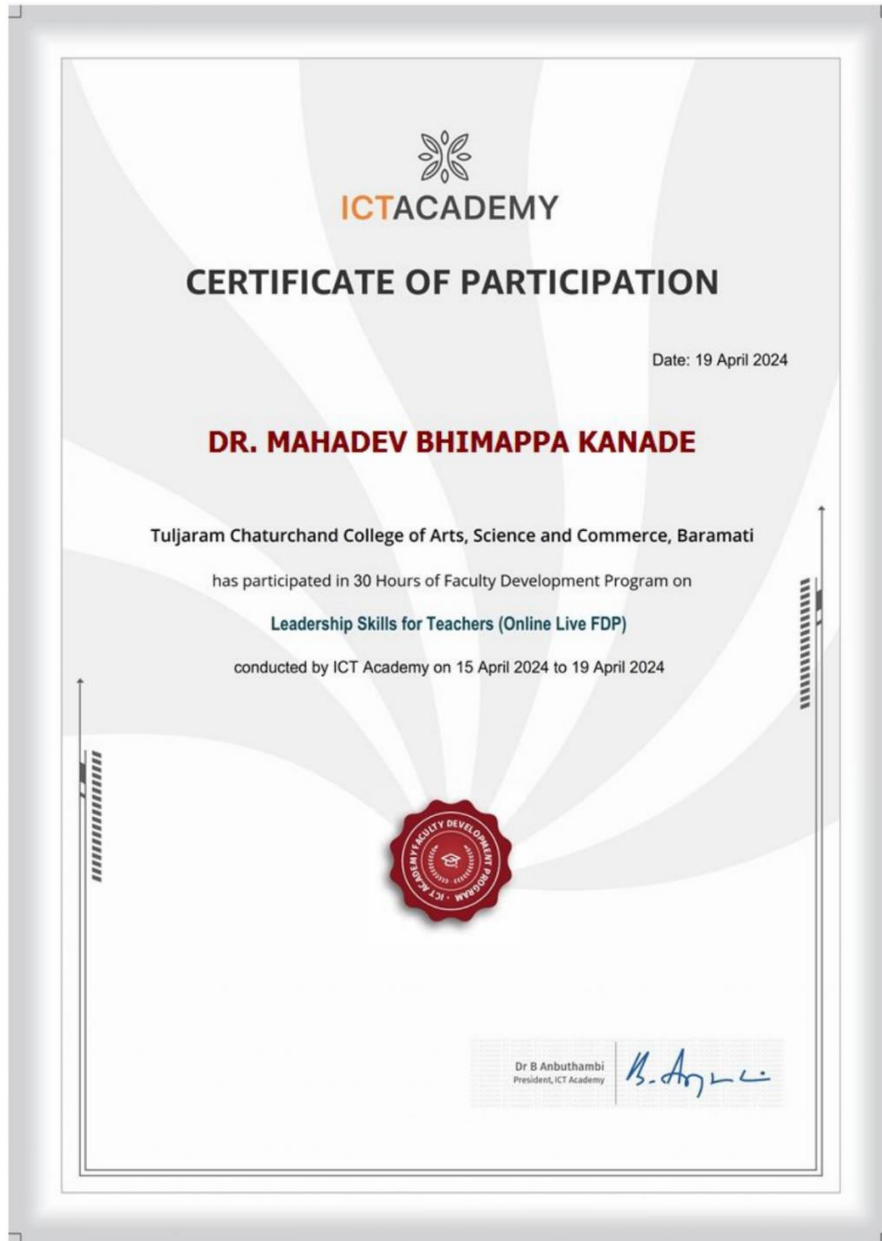 ICTACADEMY
CERTIFICATE OF PARTICIPATION
Date: 19 April 2024
DR. MAHADEV BHIMAPPA KANADE
Tuljaram Chaturchand College of Arts, Science and Commerce, Baramati
has participated in 30 Hours of Faculty Development Program on
Leadership Skills for Teachers (Online Live FDP)
conducted by ICT Academy on 15 April 2024 to 19 April 2024
FACULTY DEVELOPMENT PROGRAM · ICT ACADEMY
Dr B Anbuthambi
President, ICT Academy